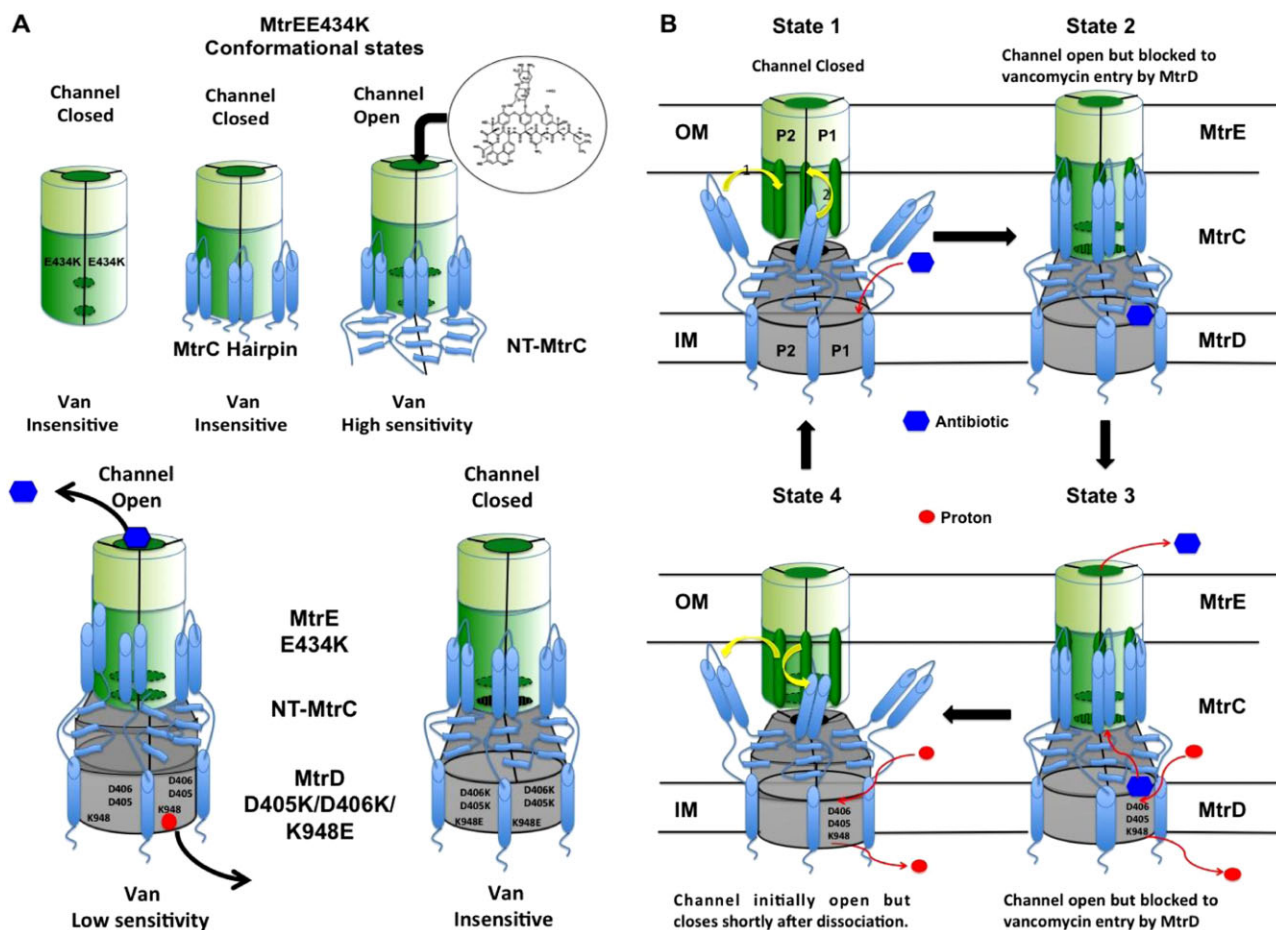 A
MtrEE434K
Conformational states
Channel
Closed
Channel
Closed
Channel
Open
E434K
E434K
MtrC Hairpin
NT-MtrC
Van
Insensitive
Van
Insensitive
Van
High sensitivity
Channel
Open
Channel
Closed
MtrE
E434K
NT-MtrC
MtrD
D405K/D406K/
K948E
D406
D405
K948
D406
D405
K948
D406K
D405K
K948E
D406K
D405K
K948E
Van
Low sensitivity
Van
Insensitive
B
State 1
Channel Closed
State 2
Channel open but blocked to
vancomycin entry by MtrD
OM
P2
P1
MtrE
1
2
MtrC
IM
P2
P1
MtrD
Antibiotic
State 4
State 3
Proton
OM
MtrE
MtrC
IM
D406
D405
K948
D406
D405
K948
MtrD
Channel initially open but
closes shortly after dissociation.
Channel open but blocked to
vancomycin entry by MtrD